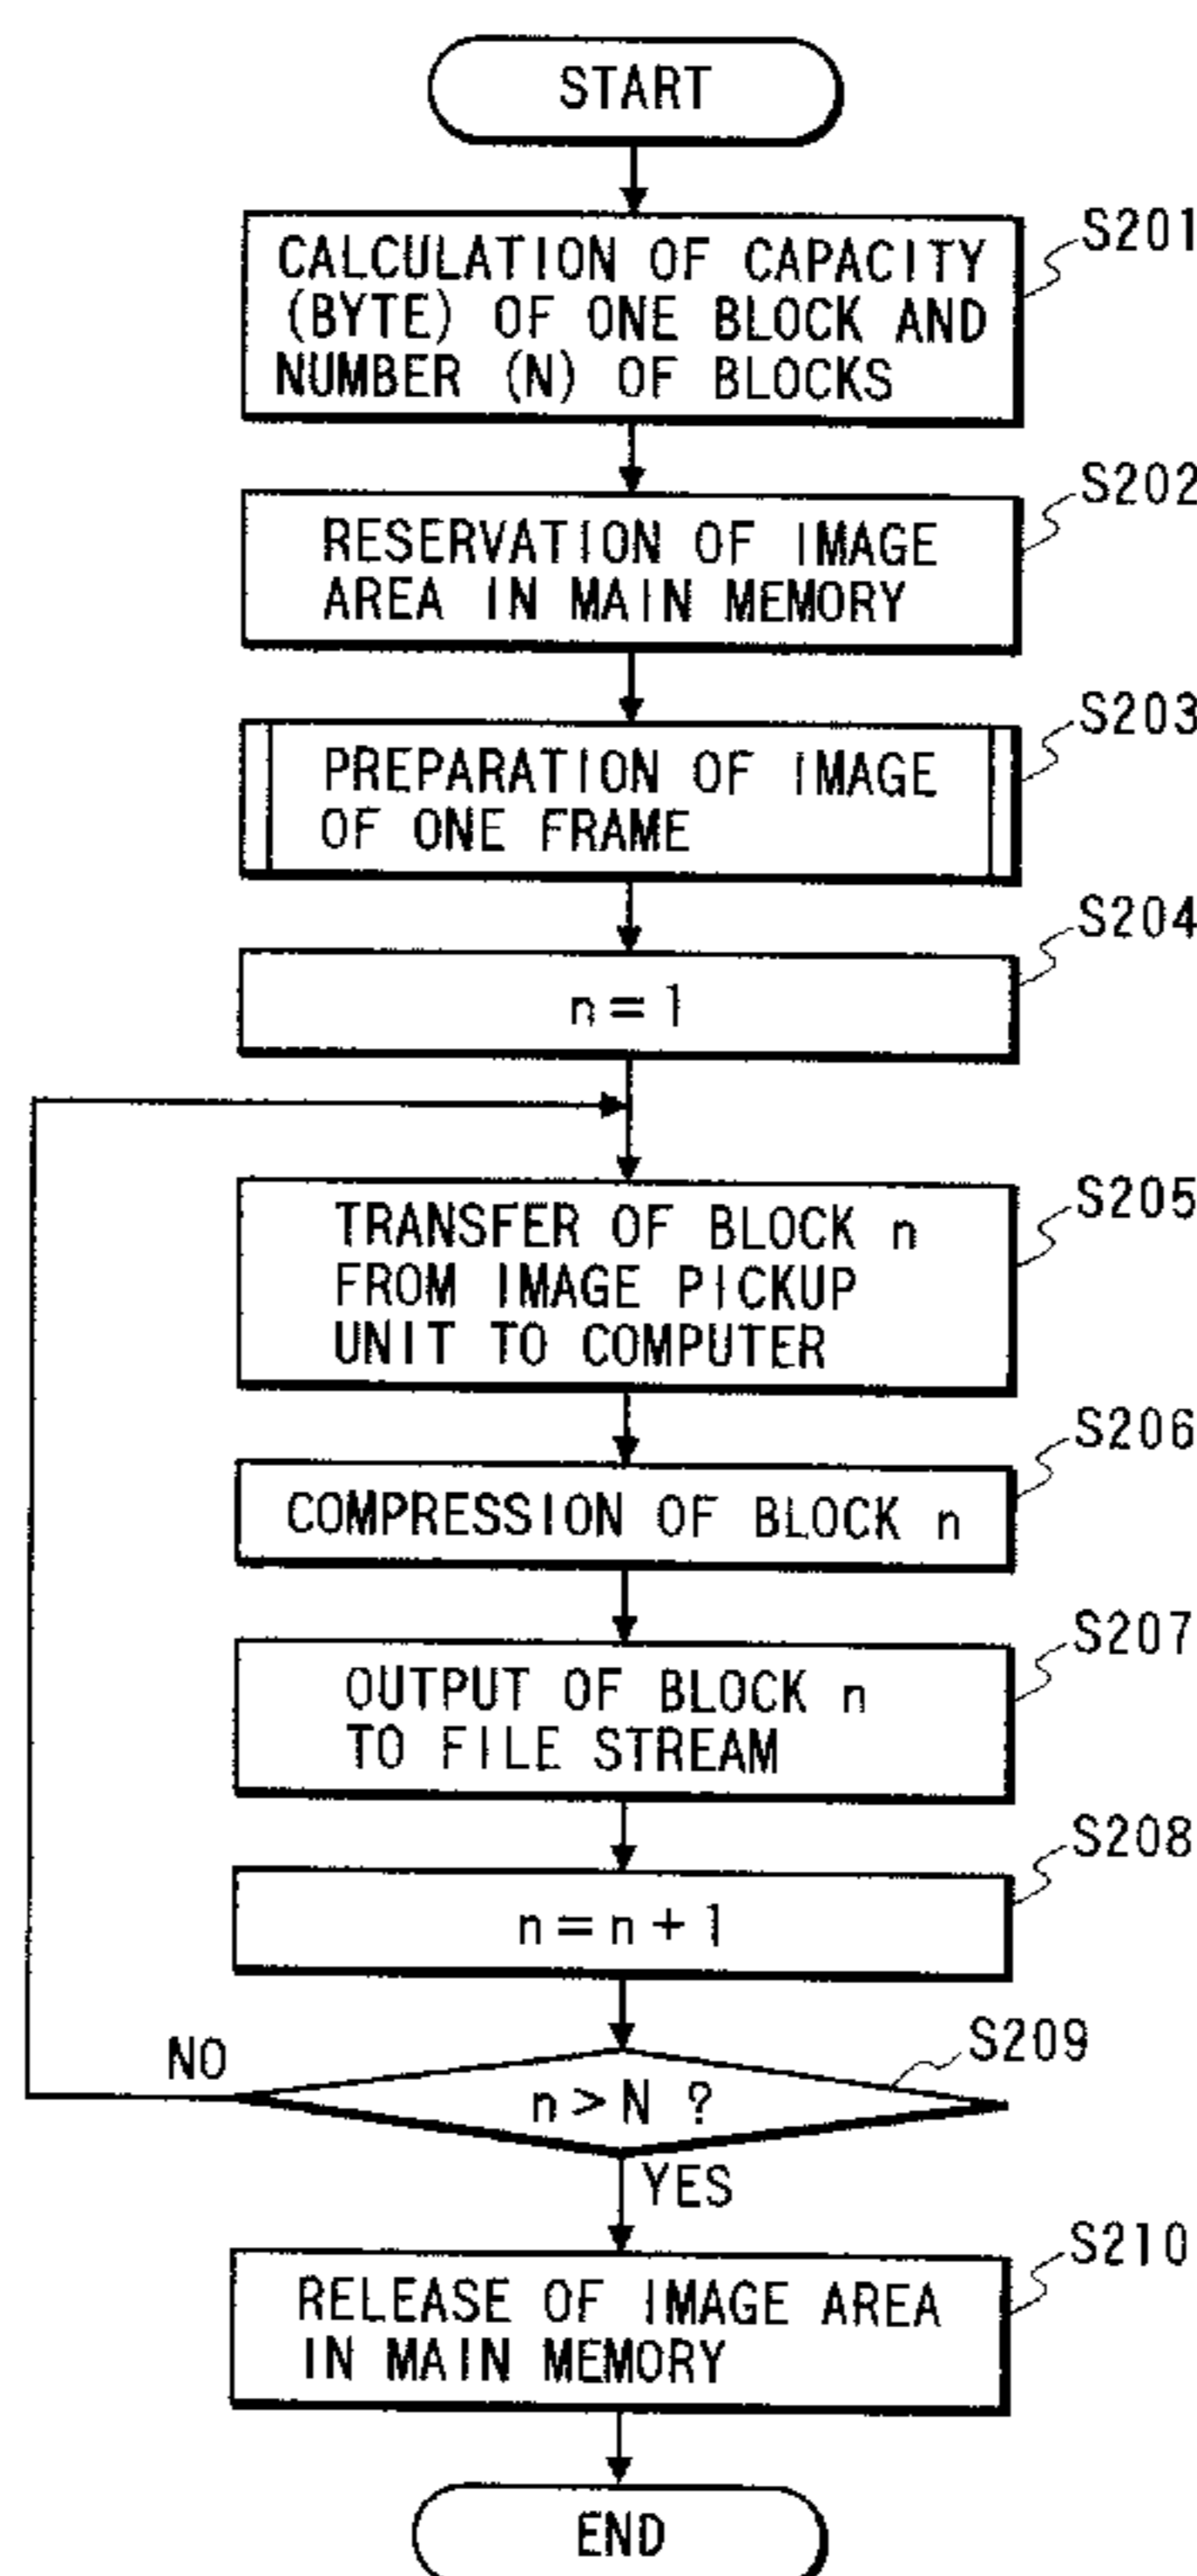 START
S201
CALCULATION OF CAPACITY
(BYTE) OF ONE BLOCK AND
NUMBER (N) OF BLOCKS
S202
RESERVATION OF IMAGE
AREA IN MAIN MEMORY
S203
PREPARATION OF IMAGE
OF ONE FRAME
S204
n = 1
S205
TRANSFER OF BLOCK n
FROM IMAGE PICKUP
UNIT TO COMPUTER
S206
COMPRESSION OF BLOCK n
S207
OUTPUT OF BLOCK n
TO FILE STREAM
S208
n = n + 1
S209
NO
n > N ?
YES
S210
RELEASE OF IMAGE AREA
IN MAIN MEMORY
END